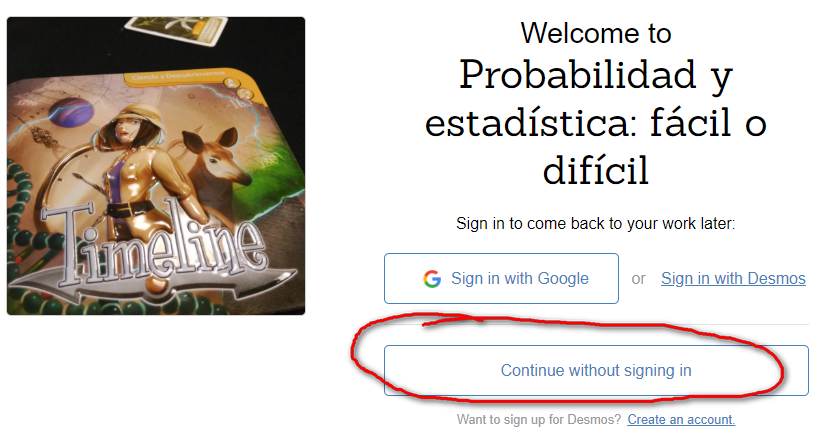 Ciencia y Descubrimientos
Timeline
Welcome to
Probabilidad y
estadística: fácil o
difícil
Sign in to come back to your work later:
Sign in with Google or Sign in with Desmos
Continue without signing in
Want to sign up for Desmos? Create an account.